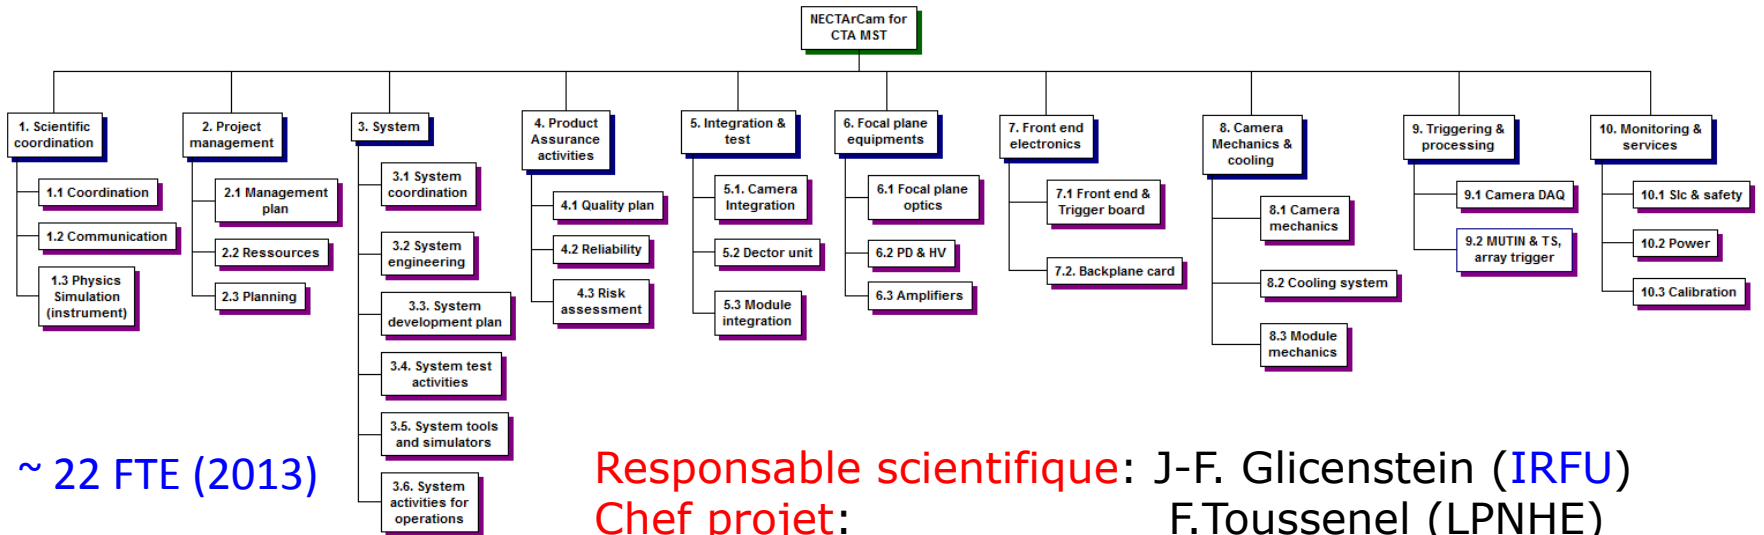 NECTArCam for
CTA MST
1. Scientific
coordination
1.1 Coordination
1.2 Communication
1.3 Physics
Simulation
(instrument)
2. Project
management
2.1 Management
plan
2.2 Ressources
2.3 Planning
3. System
3.1 System
coordination
3.2 System
engineering
3.3. System
development plan
3.4. System test
activities
3.5. System tools
and simulators
3.6. System
activities for
operations
4. Product
Assurance
activities
4.1 Quality plan
4.2 Reliability
4.3 Risk
assessment
5. Integration &
test
5.1. Camera
Integration
5.2 Dector unit
5.3 Module
integration
6. Focal plane
equipments
6.1 Focal plane
optics
6.2 PD & HV
6.3 Amplifiers
7. Front end
electronics
7.1 Front end &
Trigger board
7.2. Backplane card
8. Camera
Mechanics &
cooling
8.1 Camera
mechanics
8.2 Cooling system
8.3 Module
mechanics
9. Triggering &
processing
9.1 Camera DAQ
9.2 MUTIN & TS,
array trigger
10. Monitoring &
services
10.1 Slc & safety
10.2 Power
10.3 Calibration
~ 22 FTE (2013)
Responsable scientifique: J-F. Glicenstein (IRFU)
Chef projet: F.Toussenel (LPNHE)